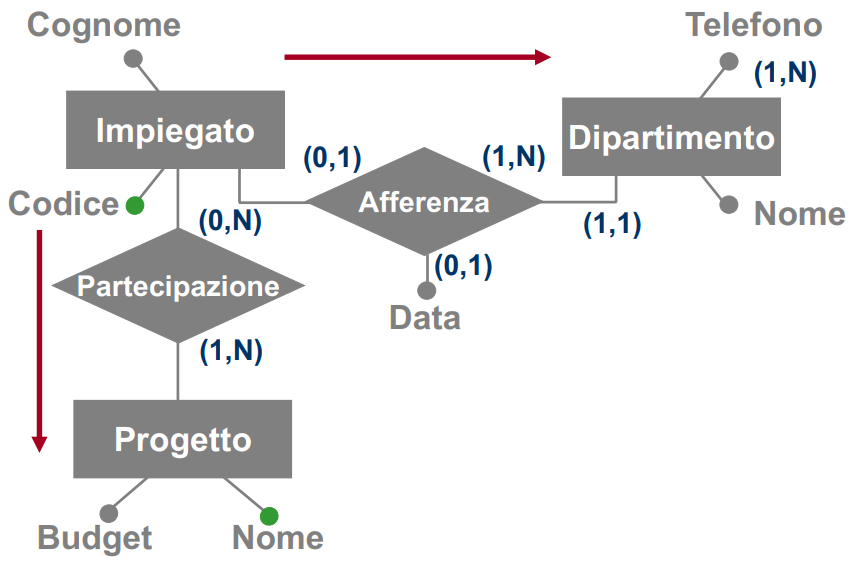 Cognome
Telefono
(1,N)
Impiegato
Dipartimento
(0,1)
(1,N)
Afferenza
Codice
(0,N)
(1,1)
Nome
(0,1)
Partecipazione
Data
(1,N)
Progetto
Budget
Nome